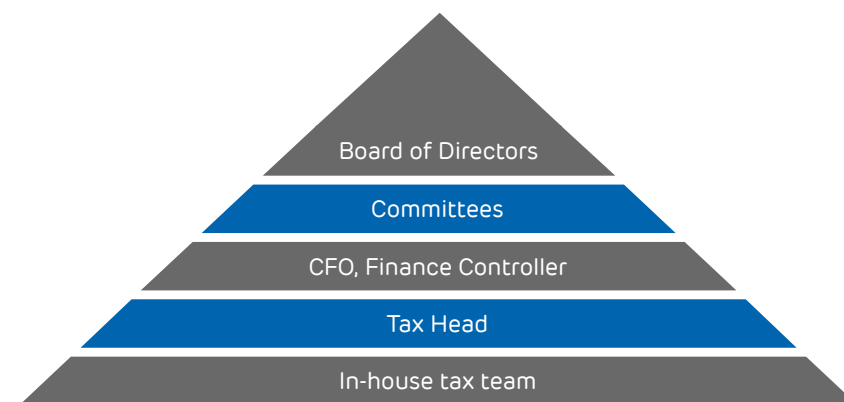 Board of Directors
Committees
CFO, Finance Controller
Tax Head
In-house tax team